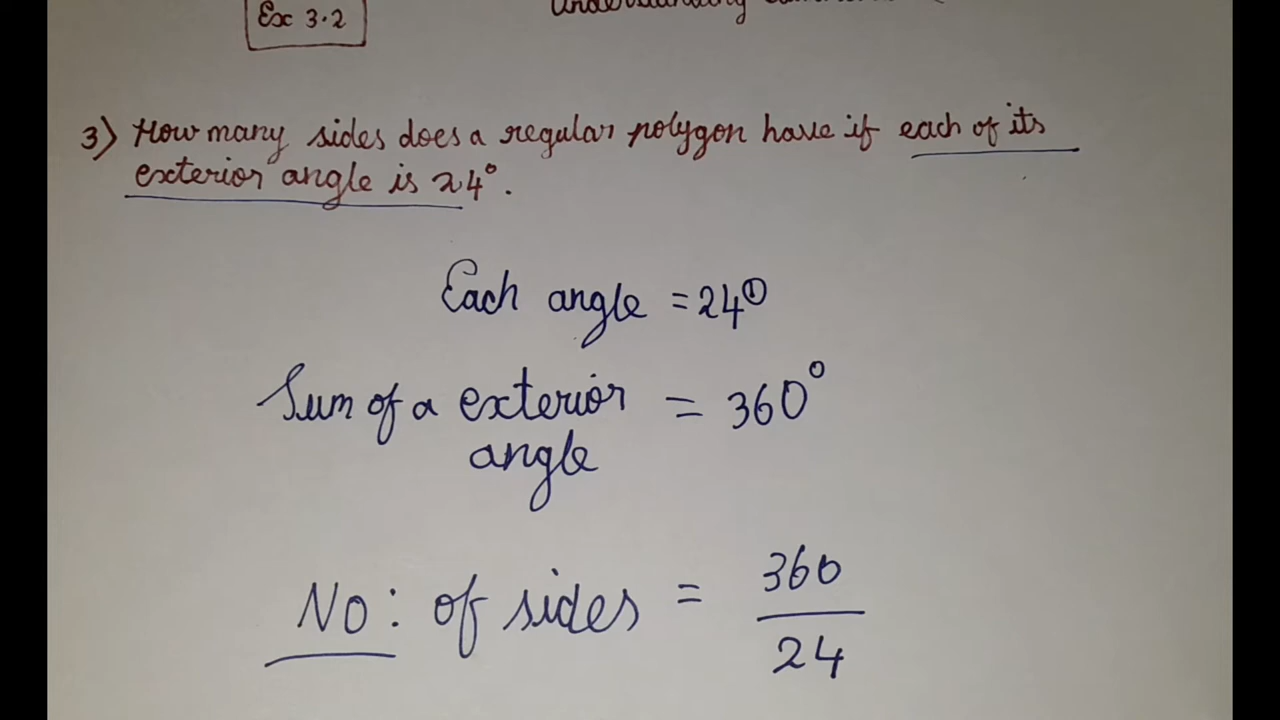 Ex 3.2
Understanding
3) How many sides does a regular polygon have if each of its
exterior angle is 24°.
Each angle = 24°
Sum of a exterior = 360°
angle
No: of sides = 360
24